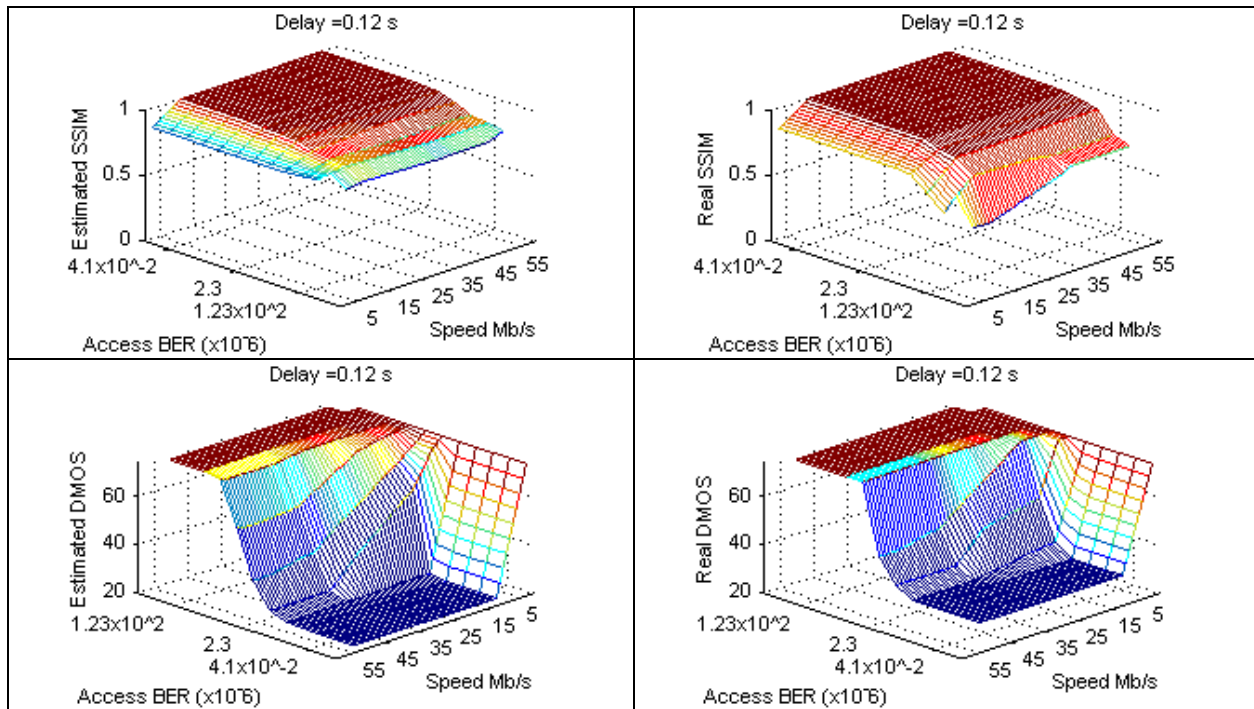 Delay =0.12 s
Estimated SSIM
1
0.5
0
4.1x10^-2
2.3
1.23x10^2
Access BER (x10^-6)
5
15
25
35
45
55
Speed Mb/s
Delay =0.12 s
Real SSIM
1
0.5
0
4.1x10^-2
2.3
1.23x10^2
Access BER (x10^-6)
5
15
25
35
45
55
Speed Mb/s
Delay =0.12 s
Estimated DMOS
60
40
20
1.23x10^2
2.3
4.1x10^-2
Access BER (x10^-6)
55
45
35
25
15
5
Speed Mb/s
Delay =0.12 s
Real DMOS
60
40
20
1.23x10^2
2.3
4.1x10^-2
Access BER (x10^-6)
55
45
35
25
15
5
Speed Mb/s